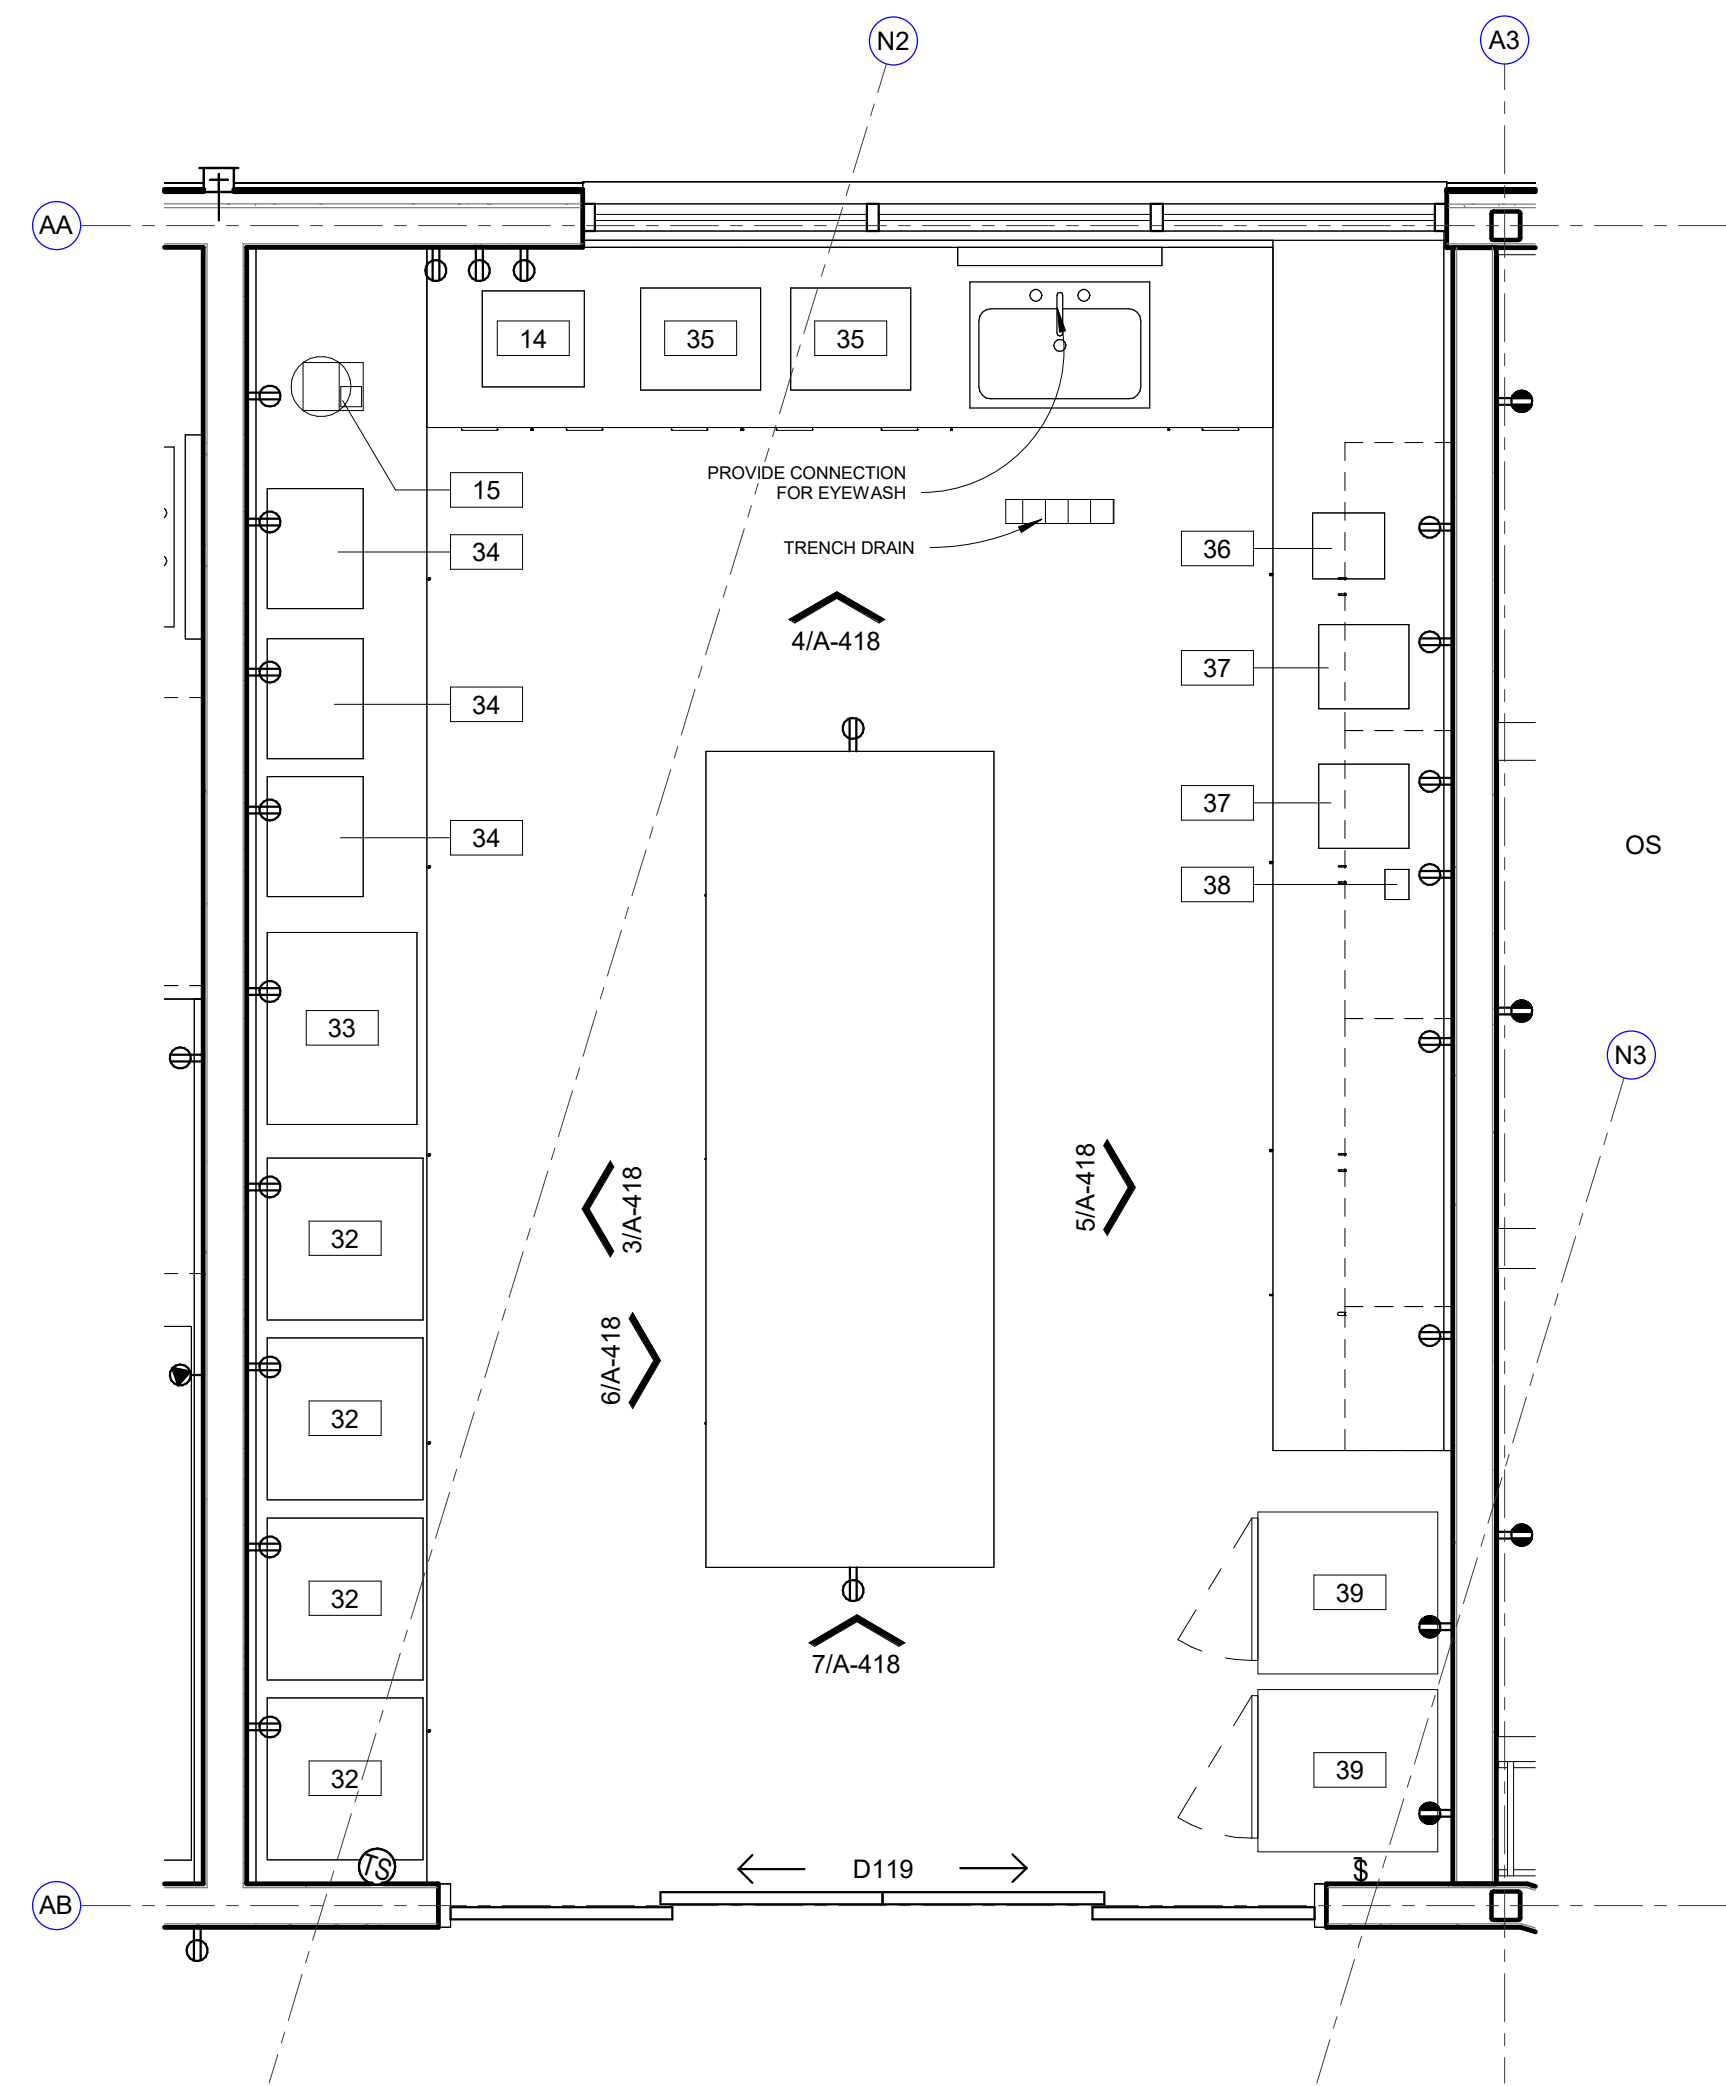 N2
A3
AA
14
35
35
15
PROVIDE CONNECTION
FOR EYEWASH
34
TRENCH DRAIN
36
4/A-418
37
34
37
34
OS
38
33
N3
3/A-418
5/A-418
32
6/A-418
32
32
39
7/A-418
32
39
TS
D119
$
AB